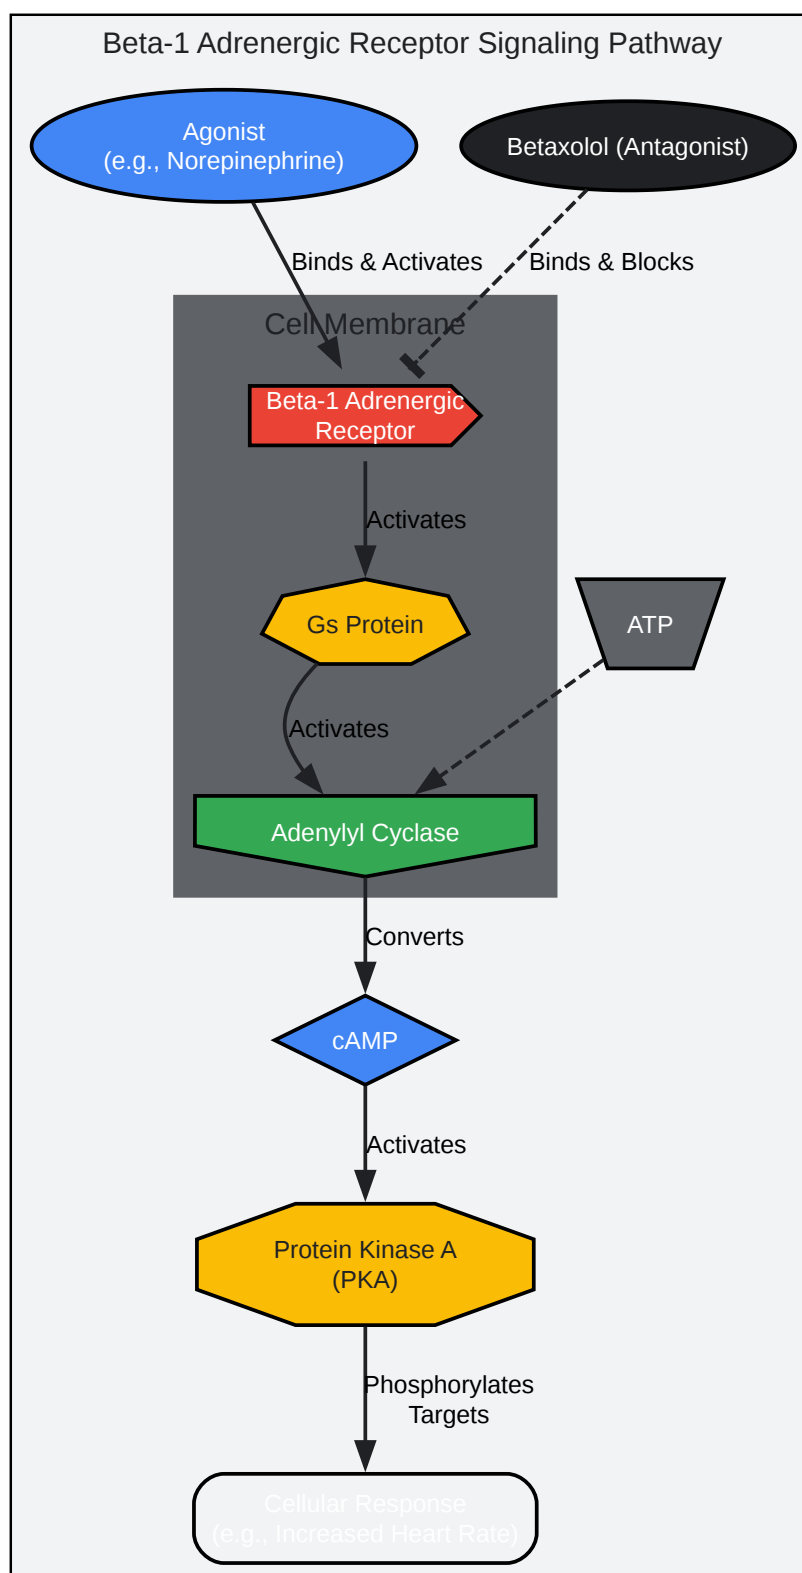 Beta-1 Adrenergic Receptor Signaling Pathway
Agonist
(e.g., Norepinephrine)
Betaxolol (Antagonist)
Binds & Activates
Binds & Blocks
Cell Membrane
Beta-1 Adrenergic
Receptor
Activates
Gs Protein
ATP
Activates
Adenylyl Cyclase
Converts
cAMP
Activates
Protein Kinase A
(PKA)
Phosphorylates
Targets
Cellular Response
(e.g., Increased Heart Rate)